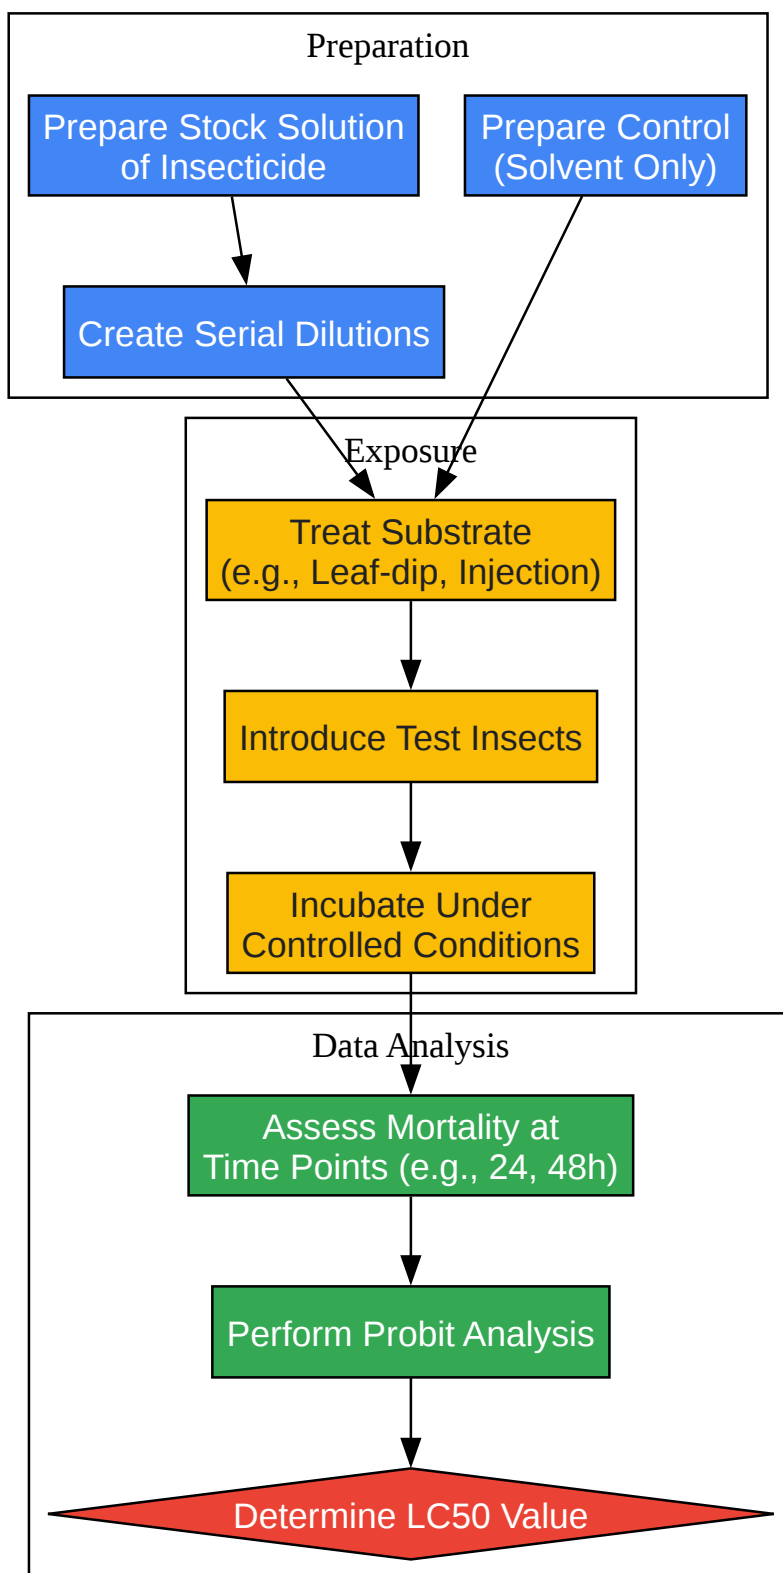 Preparation
Prepare Stock Solution
of Insecticide
Prepare Control
(Solvent Only)
Create Serial Dilutions
Exposure
Treat Substrate
(e.g., Leaf-dip, Injection)
Introduce Test Insects
Incubate Under
Controlled Conditions
Data Analysis
Assess Mortality at
Time Points (e.g., 24, 48h)
Perform Probit Analysis
Determine LC50 Value